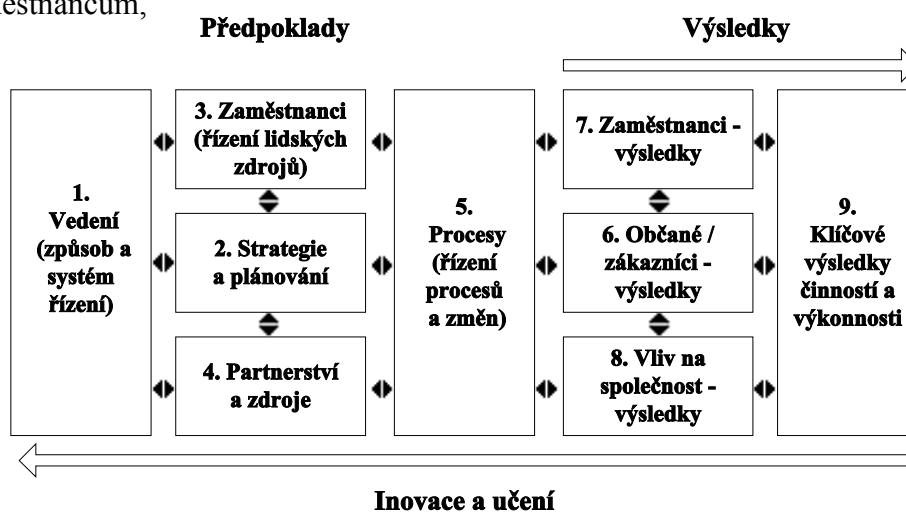 Předpoklady
Výsledky
1.
Vedení
(způsob a
systém
řízení)
3. Zaměstnanci
(řízení lidských
zdrojů)
2. Strategie
a plánování
4. Partnerství
a zdroje
5.
Procesy
(řízení
procesů
a změn)
7. Zaměstnanci -
výsledky
6. Občané /
zákazníci -
výsledky
8. Vliv na
společnost -
výsledky
9.
Klíčové
výsledky
činností a
výkonnosti
Inovace a učení